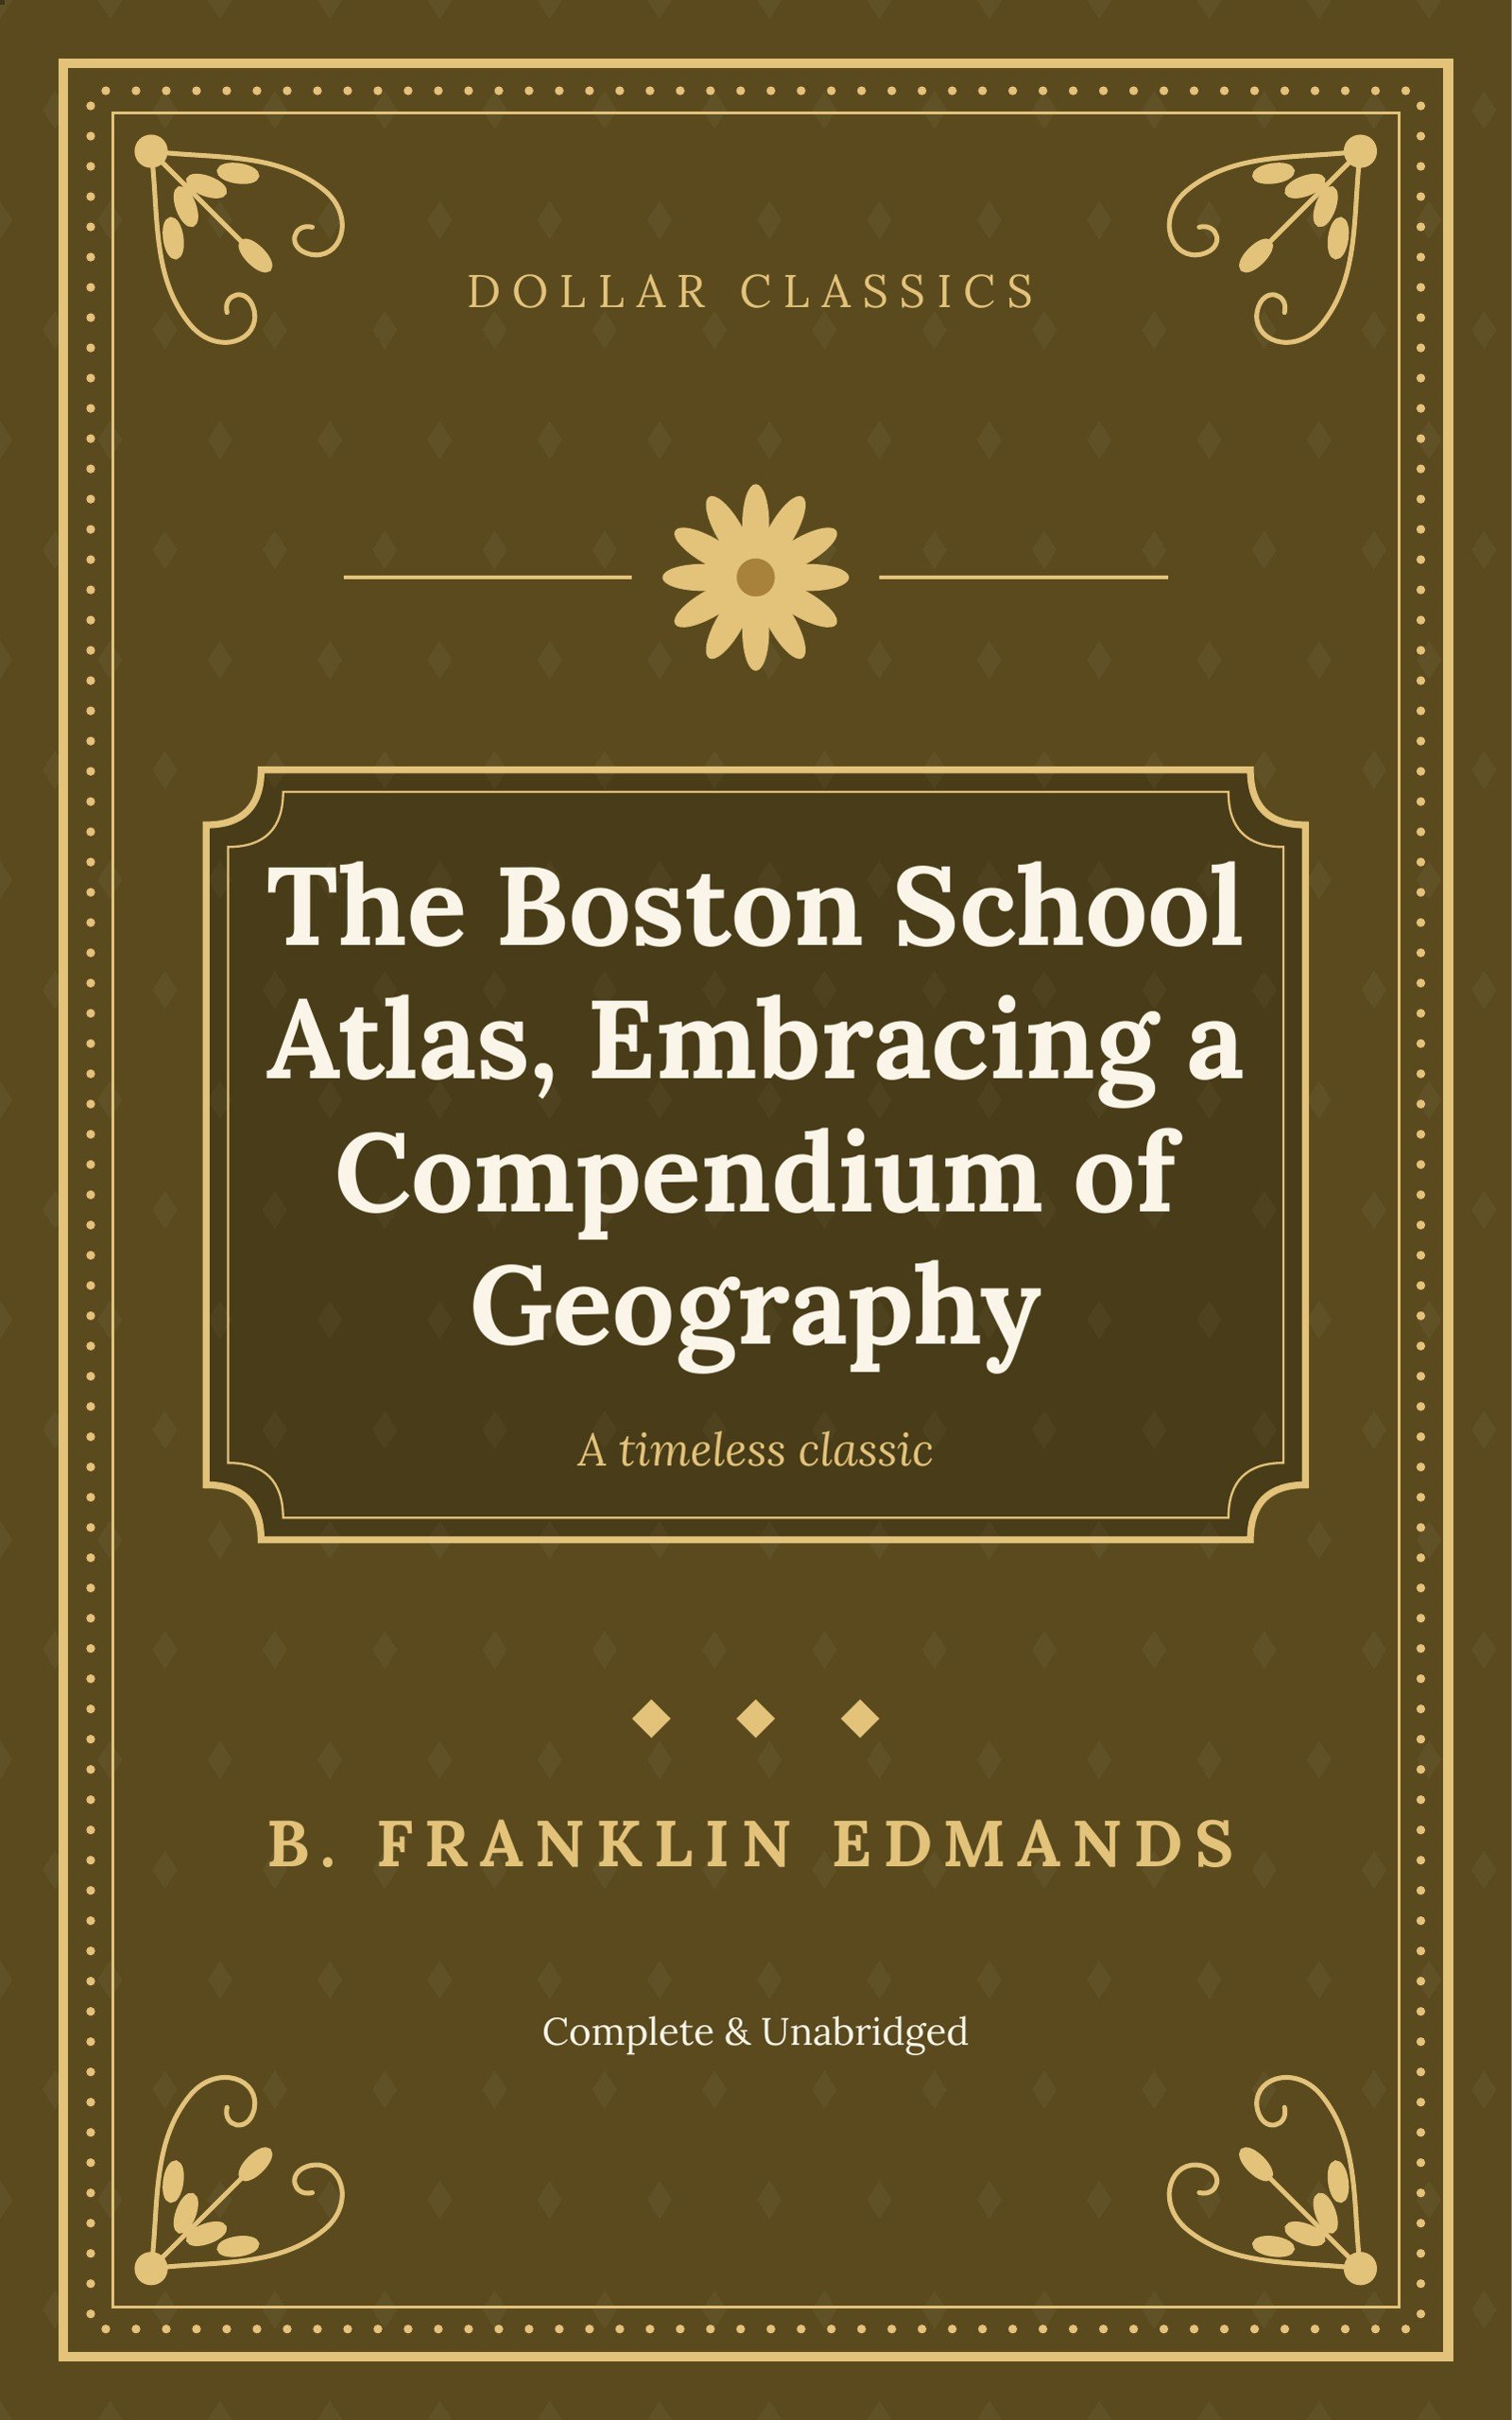 DOLLAR CLASSICS
The Boston School
Atlas, Embracing a
Compendium of
Geography
A timeless classic
B. FRANKLIN EDMANDS
Complete & Unabridged